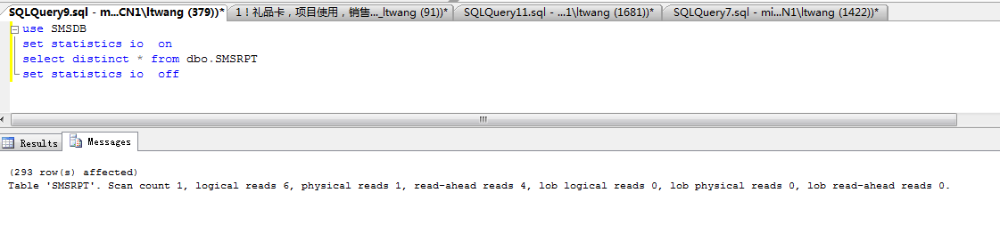 SQLQuery9.sql - m...CN1\ltwang (379))* 1！礼品卡，项目使用，销售..._ltwang (91))* SQLQuery11.sql - ...1\ltwang (1681))* SQLQuery7.sql - mi...N1\ltwang (1422))*
use SMSDB
set statistics io  on
select distinct * from dbo.SMSRPT
set statistics io  off
Results Messages
(293 row(s) affected)
Table 'SMSRPT'. Scan count 1, logical reads 6, physical reads 1, read-ahead reads 4, lob logical reads 0, lob physical reads 0, lob read-ahead reads 0.